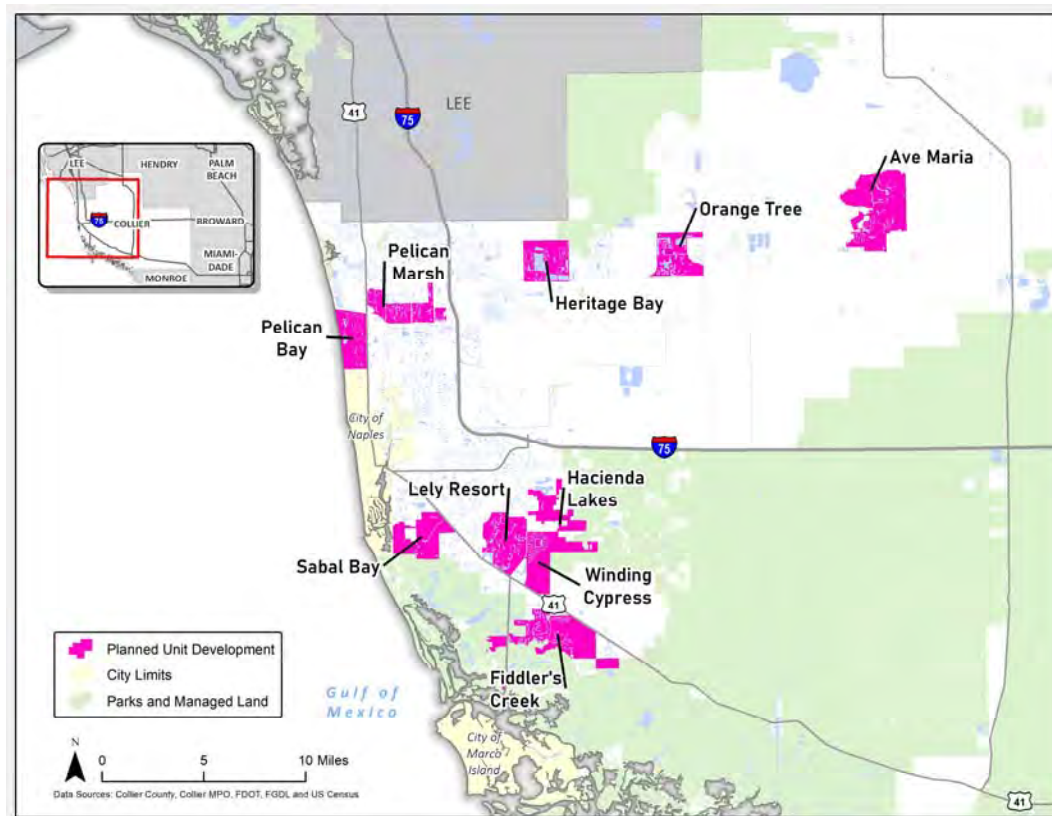 LEE
41
75
LEE
HENDRY
PALM
BEACH
75
COLLIER
BROWARD
MIAMI-
DADE
MONROE
Ave Maria
Orange Tree
Pelican
Marsh
Heritage Bay
Pelican
Bay
City of
Naples
75
Hacienda
Lakes
Lely Resort
Sabal Bay
Winding
Cypress
41
Fiddler's
Creek
Planned Unit Development
City Limits
Parks and Managed Land
Gulf of
Mexico
City of
Marco
Island
N
0 5 10 Miles
Data Sources: Collier County, Collier MPO, FDOT, FGDL and US Census
41